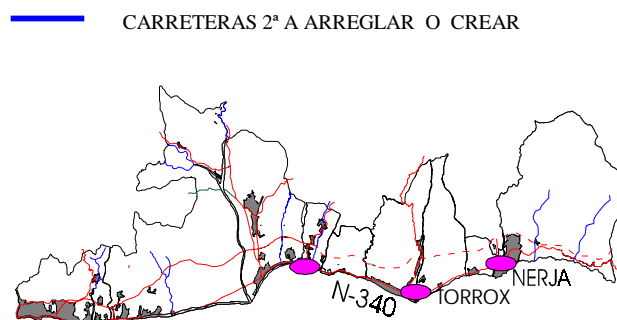 CARRETERAS 2ª A ARREGLAR O CREAR
NERJA
N-340
TORROX